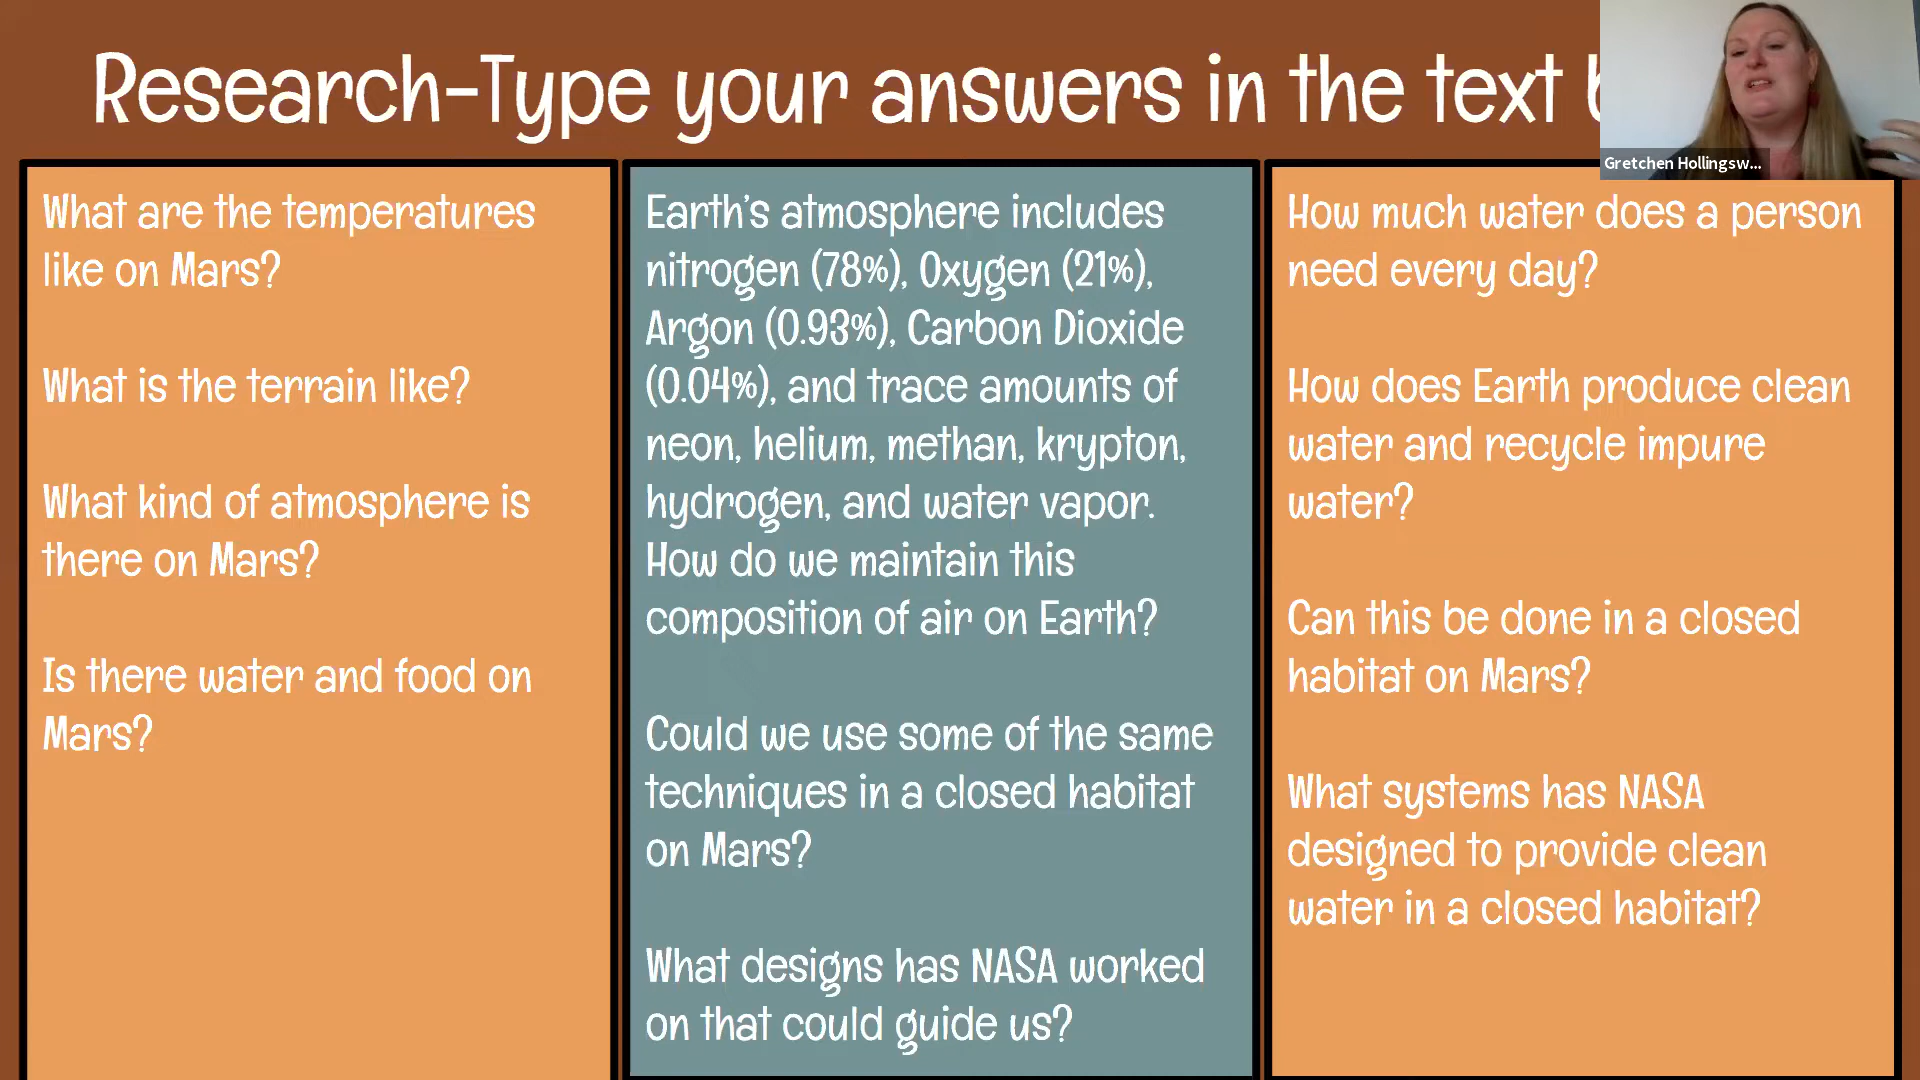 Research-Type your answers in the text
Gretchen Hollingsw...
What are the temperatures
like on Mars?
What is the terrain like?
What kind of atmosphere is
there on Mars?
Is there water and food on
Mars?
Earth's atmosphere includes
nitrogen (78%), Oxygen (21%),
Argon (0.93%), Carbon Dioxide
(0.04%), and trace amounts of
neon, helium, methan, krypton,
hydrogen, and water vapor.
How do we maintain this
composition of air on Earth?
Could we use some of the same
techniques in a closed habitat
on Mars?
What designs has NASA worked
on that could guide us?
How much water does a person
need every day?
How does Earth produce clean
water and recycle impure
water?
Can this be done in a closed
habitat on Mars?
What systems has NASA
designed to provide clean
water in a closed habitat?